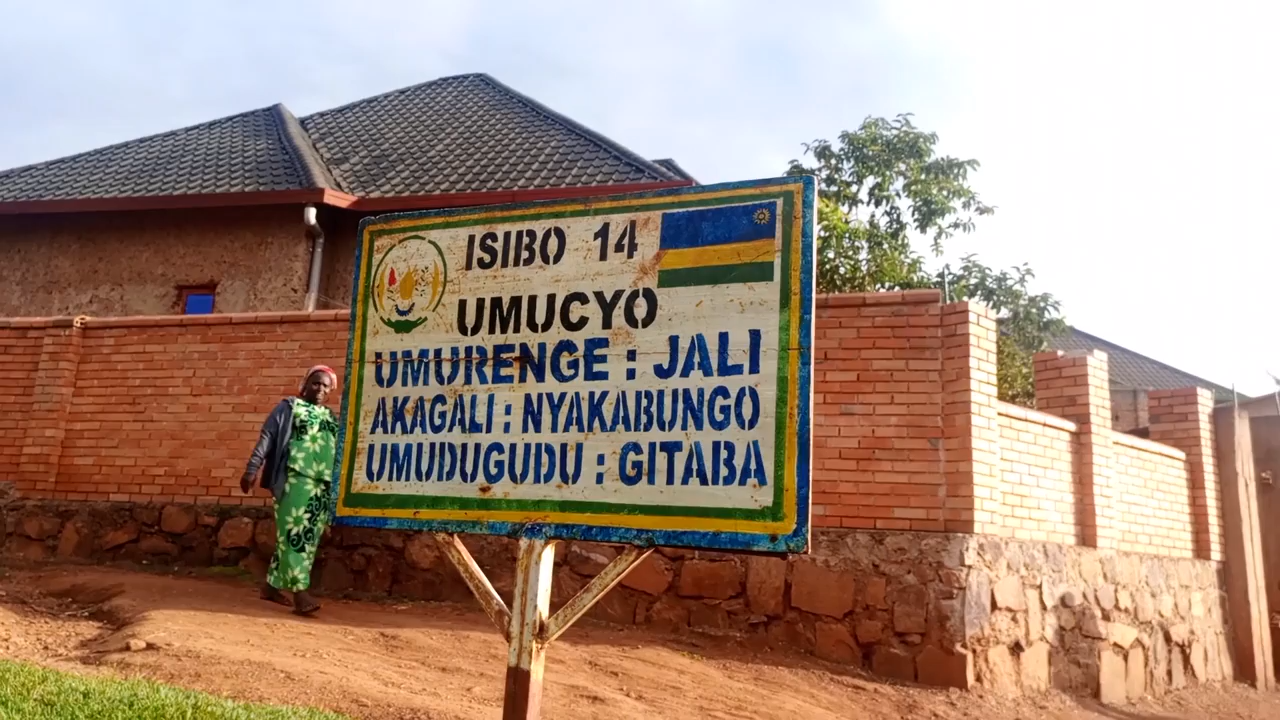 ISIBO 14
UMUCYO
UMURENGE : JALI
AKAGALI : NYAKABUNGO
UMUDUGUDU : GITABA